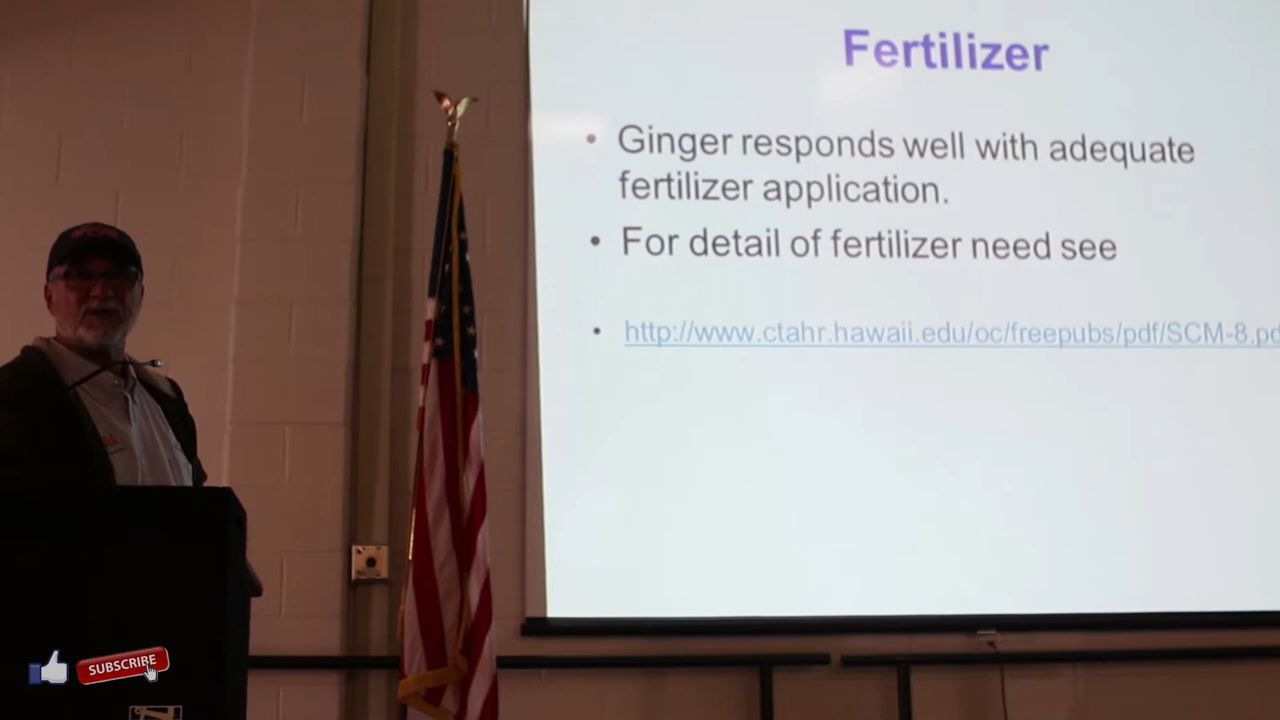 Fertilizer
• Ginger responds well with adequate
fertilizer application.
• For detail of fertilizer need see
• http://www.ctahr.hawaii.edu/oc/freepubs/pdf/SCM-8.pd
SUBSCRIBE